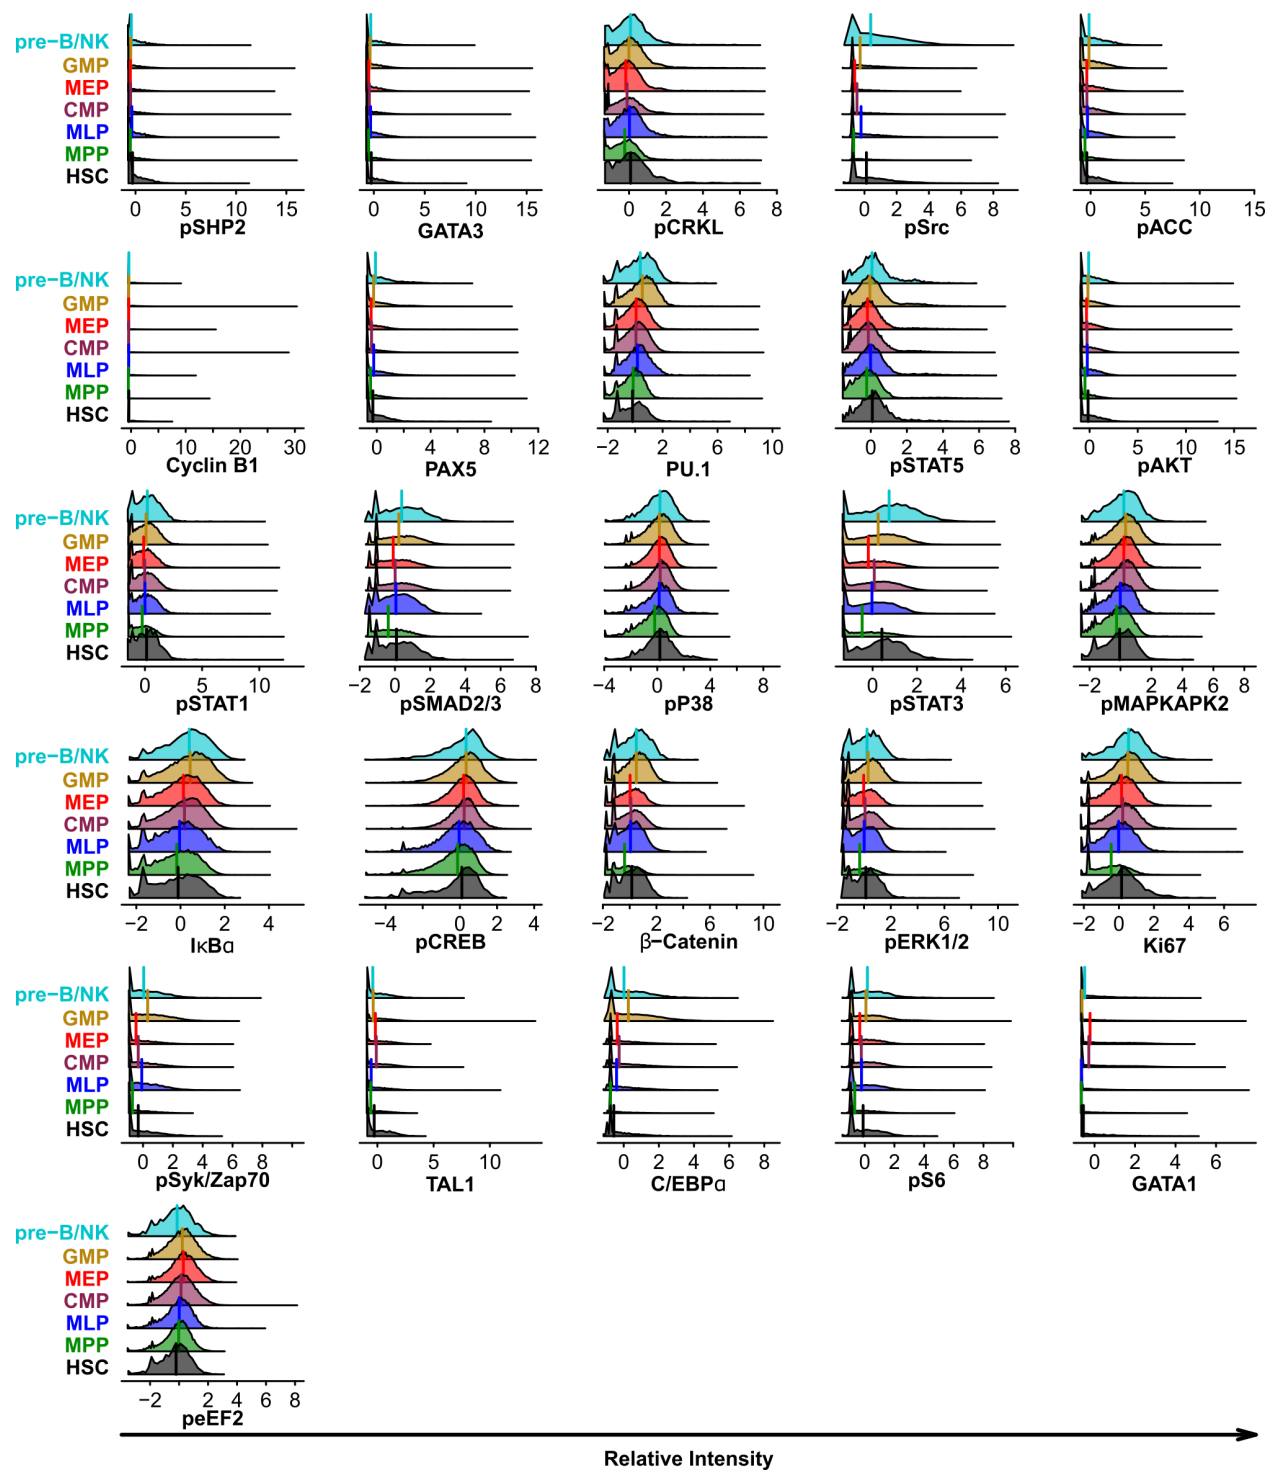 pre−B/NK
GMP
MEP
CMP
MLP
MPP
HSC
0 5 10 15
pSHP2
0 5 10 15
GATA3
0 2 4 6 8
pCRKL
0 2 4 6 8
pSrc
0 5 10 15
pACC
pre−B/NK
GMP
MEP
CMP
MLP
MPP
HSC
0 10 20 30
Cyclin B1
0 4 8 12
PAX5
−2 2 6 10
PU.1
0 2 4 6 8
pSTAT5
0 5 10 15
pAKT
pre−B/NK
GMP
MEP
CMP
MLP
MPP
HSC
0 5 10
pSTAT1
−2 0 2 4 6 8
pSMAD2/3
−4 0 4 8
pP38
0 2 4 6
pSTAT3
−2 0 2 4 6 8
pMAPKAPK2
pre−B/NK
GMP
MEP
CMP
MLP
MPP
HSC
−2 0 2 4
IκBα
−4 0 4
pCREB
−2 2 6 10
β−Catenin
−2 2 6 10
pERK1/2
−2 0 2 4 6
Ki67
pre−B/NK
GMP
MEP
CMP
MLP
MPP
HSC
0 2 4 6 8
pSyk/Zap70
0 5 10
TAL1
0 2 4 6 8
C/EBPα
0 2 4 6 8
pS6
0 2 4 6
GATA1
pre−B/NK
GMP
MEP
CMP
MLP
MPP
HSC
−2 2 4 6 8
peEF2
Relative Intensity